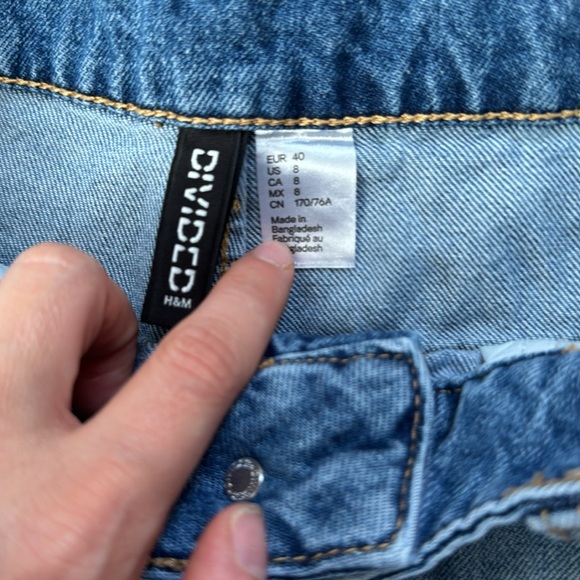 DIVIDED
H&M
EUR 40
US 8
CA 8
MX 8
CN 170/76A
Made in
Bangladesh
Fabriqué au